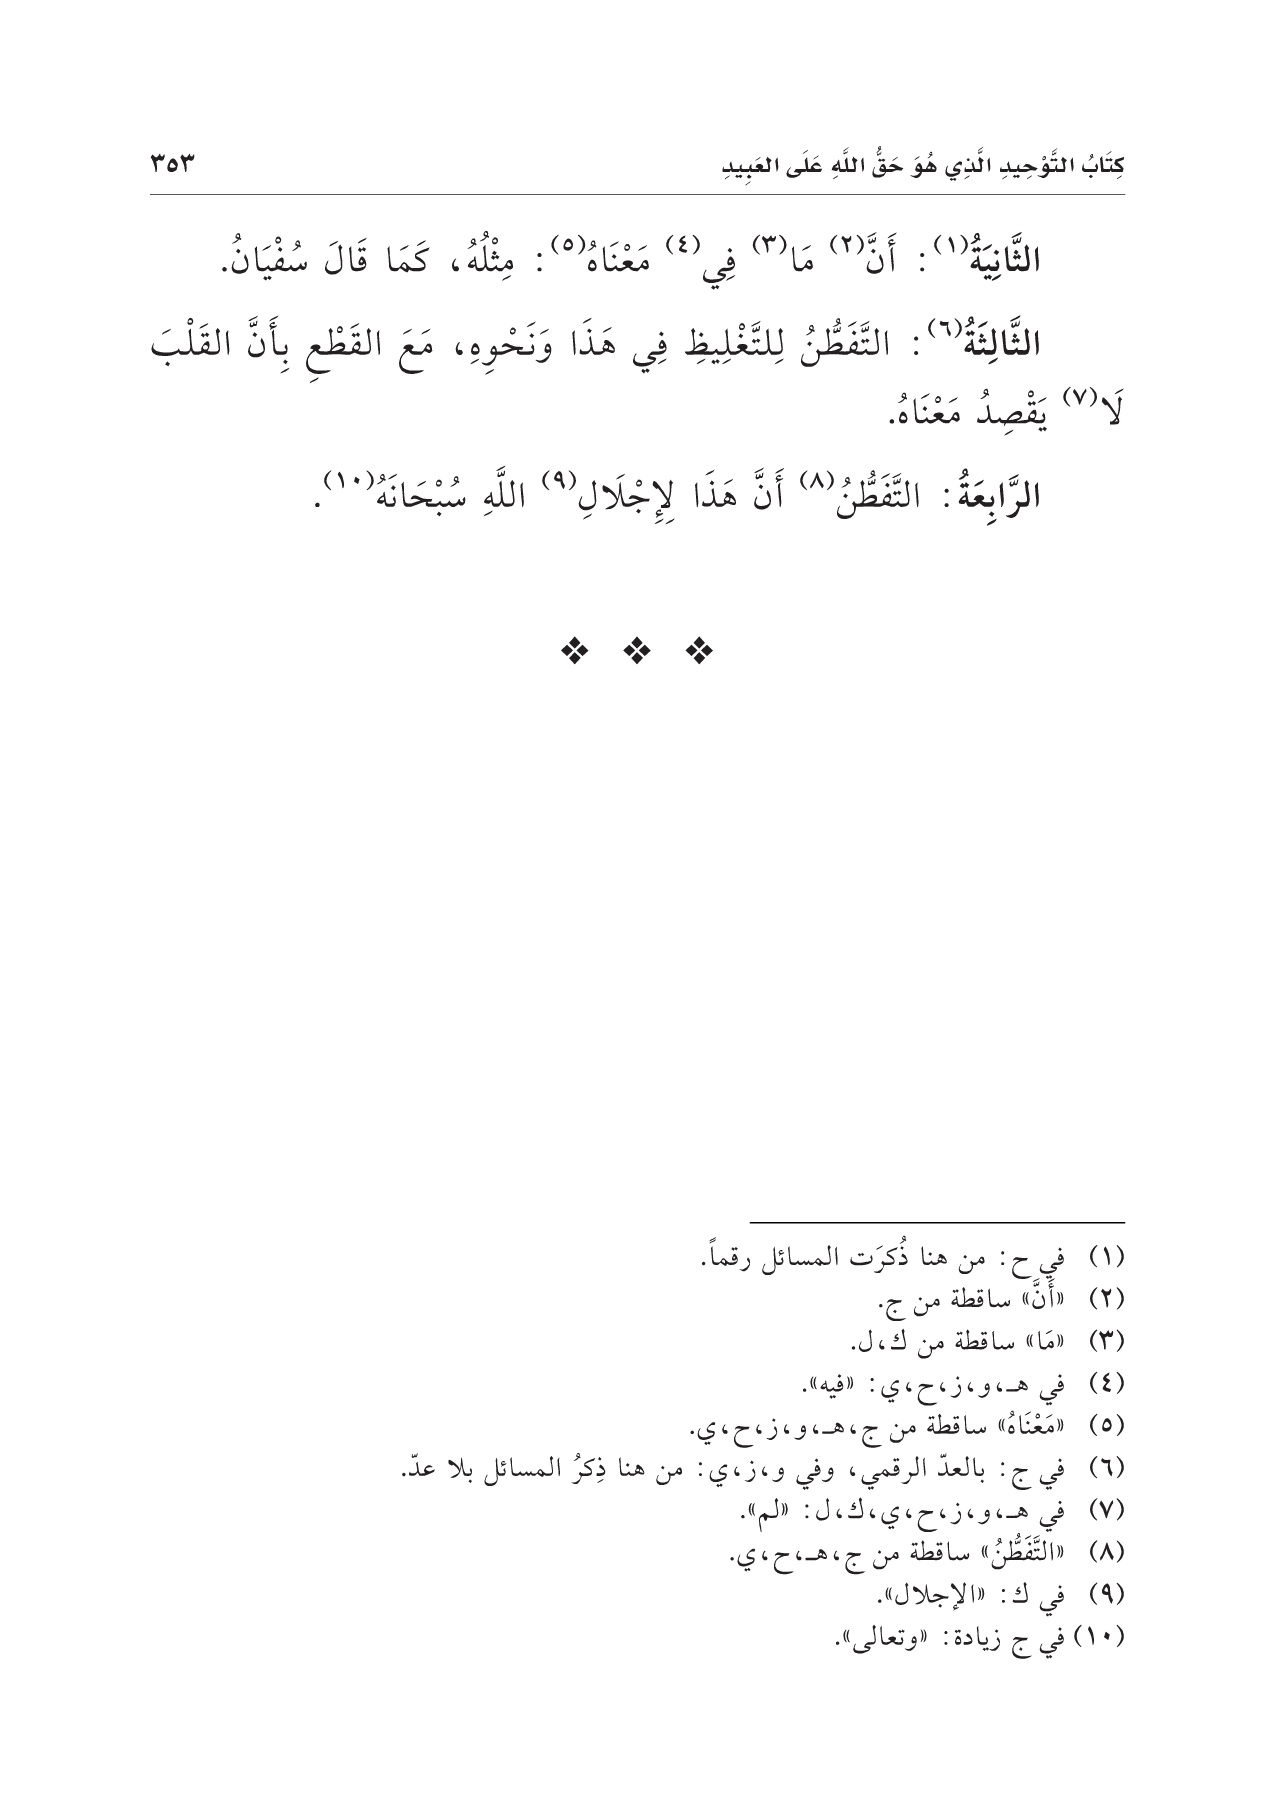 كِتَابُ التَّوْحِيدِ الَّذِي هُوَ حَقُّ اللَّهِ عَلَى العَبِيدِ ٣٥٣
الثَّانِيَةُ(١): أَنَّ(٢) مَا(٣) فِي(٤) مَعْنَاهُ(٥): مِثْلُهُ، كَمَا قَالَ سُفْيَانُ.
الثَّالِثَةُ(٦): التَّفَطُّنُ لِلتَّغْلِيظِ فِي هَذَا وَنَحْوِهِ، مَعَ القَطْعِ بِأَنَّ القَلْبَ
لَا(٧) يَقْصِدُ مَعْنَاهُ.
الرَّابِعَةُ: التَّفَطُّنُ(٨) أَنَّ هَذَا لِإِجْلَالِ(٩) اللَّهِ سُبْحَانَهُ(١٠).
❖ ❖ ❖
(١) في ح: من هنا ذُكرَت المسائل رقماً.
(٢) «أَنَّ» ساقطة من ج.
(٣) «مَا» ساقطة من ك، ل.
(٤) في هـ، و، ز، ح، ي: «فيه».
(٥) «مَعْنَاهُ» ساقطة من ج، هـ، و، ز، ح، ي.
(٦) في ج: بالعدّ الرقمي، وفي و، ز، ي: من هنا ذِكرُ المسائل بلا عدّ.
(٧) في هـ، و، ز، ح، ي، ك، ل: «لم».
(٨) «التَّفَطُّنُ» ساقطة من ج، هـ، ح، ي.
(٩) في ك: «الإجلال».
(١٠) في ج زيادة: «وتعالى».